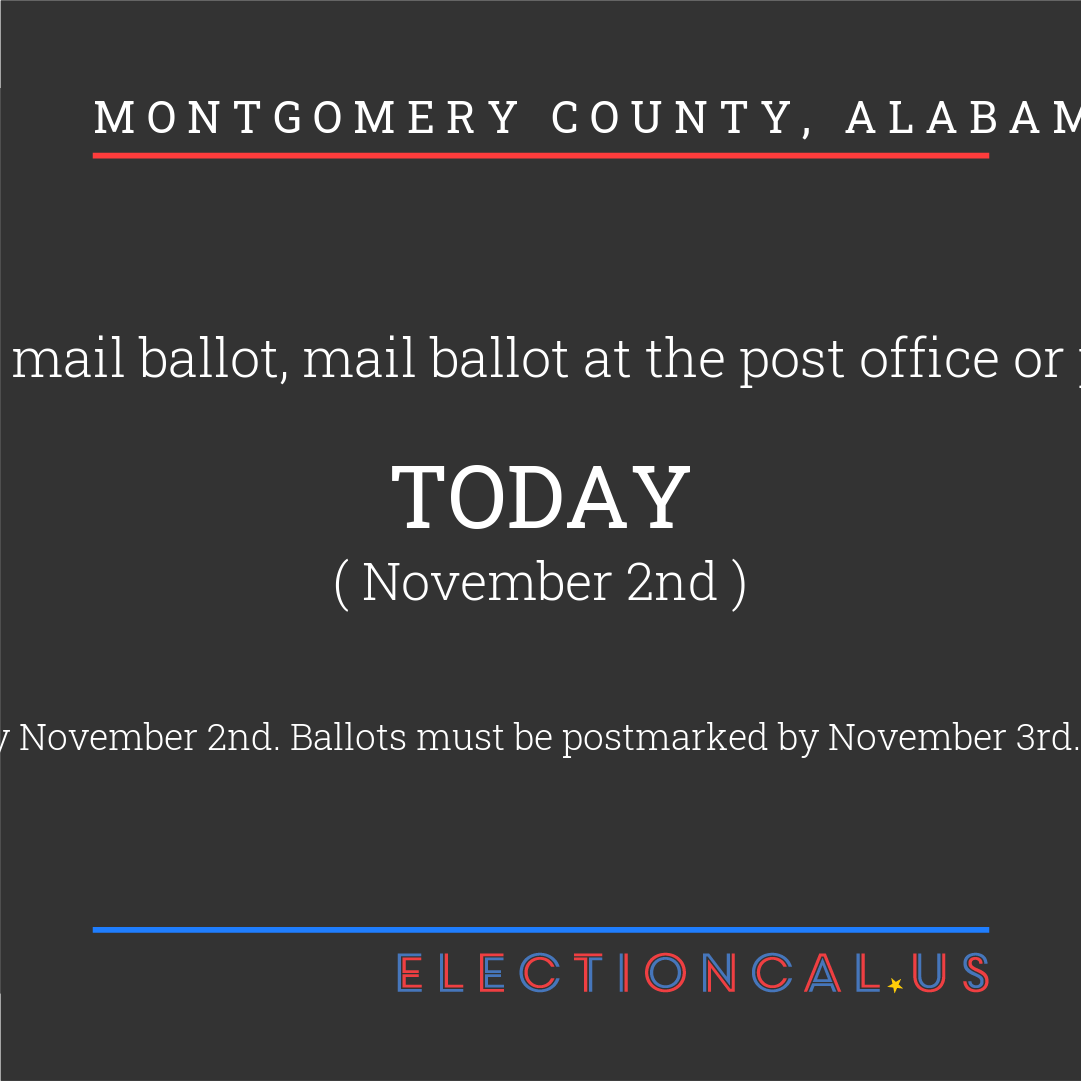 MONTGOMERY COUNTY, ALABAM
mail ballot, mail ballot at the post office or
TODAY
( November 2nd )
November 2nd. Ballots must be postmarked by November 3rd.
ELECTIONCAL.US